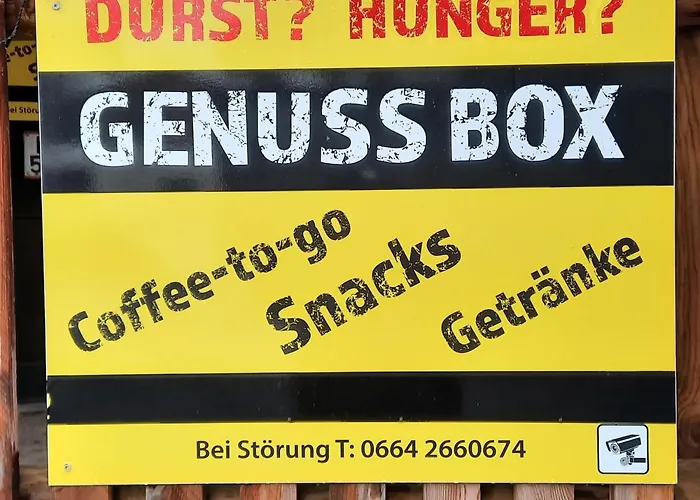 DURST? HUNGER?
GENUSS BOX
Coffee-to-go
Snacks
Getränke
Bei Störung T: 0664 2660674